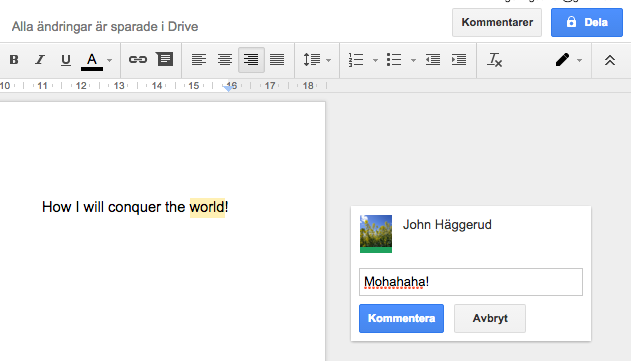 Alla ändringar är sparade i Drive
Kommentarer
Dela
B I U A
10 11 12 13 14 15 16 17 18
How I will conquer the world!
John Häggerud
Mohahaha!
Kommentera
Avbryt